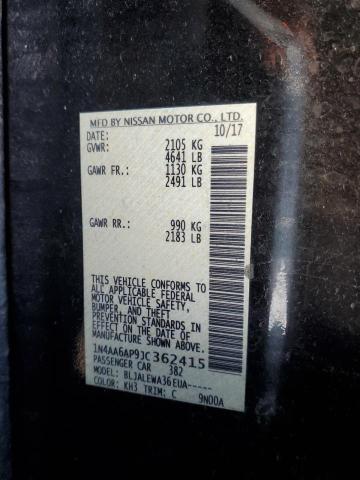 MFD BY NISSAN MOTOR CO., LTD.
DATE: 10/17
GVWR: 2105 KG
4641 LB
GAWR FR.: 1130 KG
2491 LB
GAWR RR.: 990 KG
2183 LB
THIS VEHICLE CONFORMS TO
ALL APPLICABLE FEDERAL
MOTOR VEHICLE SAFETY,
BUMPER, AND THEFT
PREVENTION STANDARDS IN
EFFECT ON THE DATE OF
MANUFACTURE SHOWN ABOVE.
1N4AA6AP9JC362415
PASSENGER CAR 382
MODEL: BLJALEWA36EUA-----
COLOR: KH3 TRIM: C 9N00A